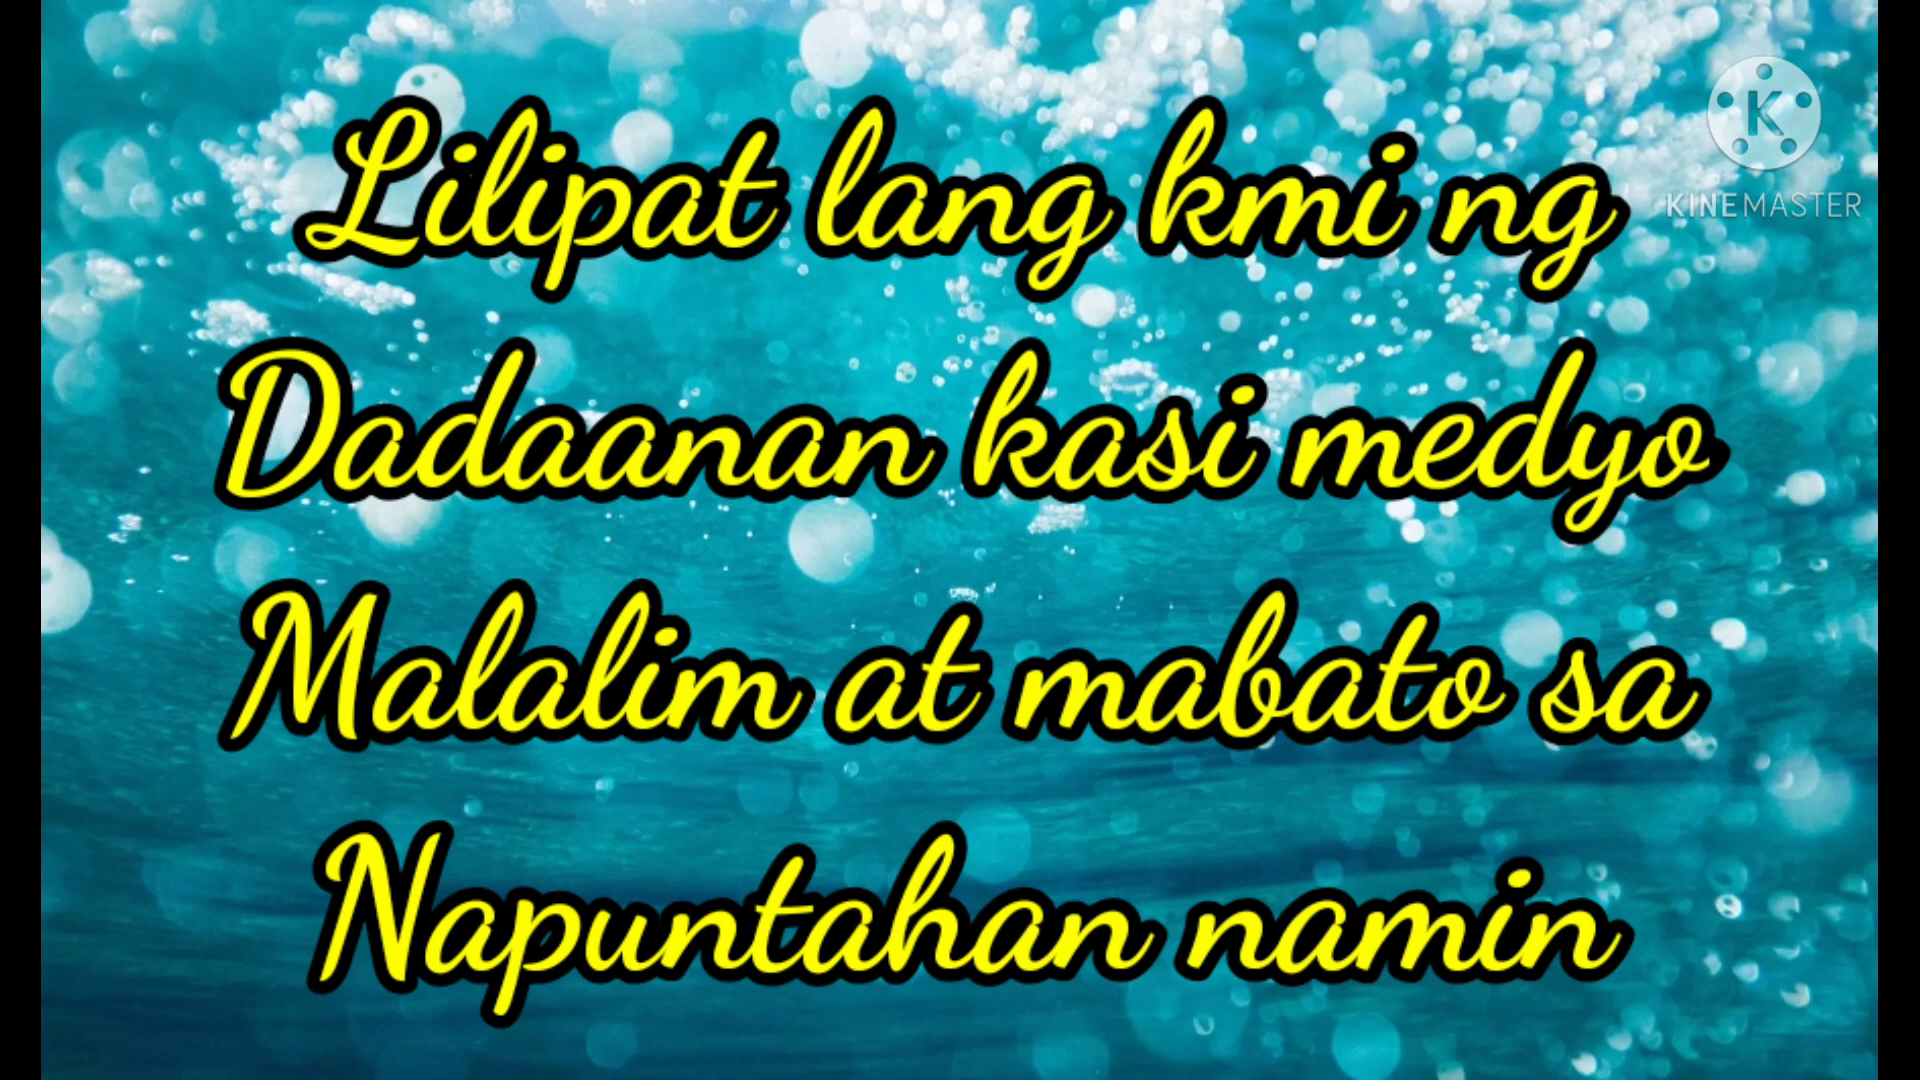 Lilipat lang kmi ng
Dadaanan kasi medyo
Malalim at mabato sa
Napuntahan namin
K
KINEMASTER